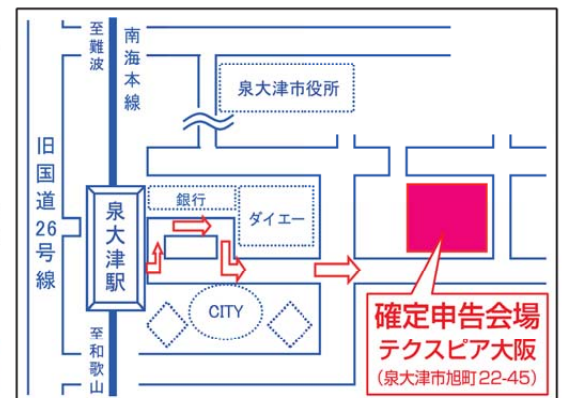 至難波
南海本線
泉大津市役所
旧国道26号線
銀行
ダイエー
泉大津駅
CITY
確定申告会場
テクスピア大阪
(泉大津市旭町22-45)
至和歌山